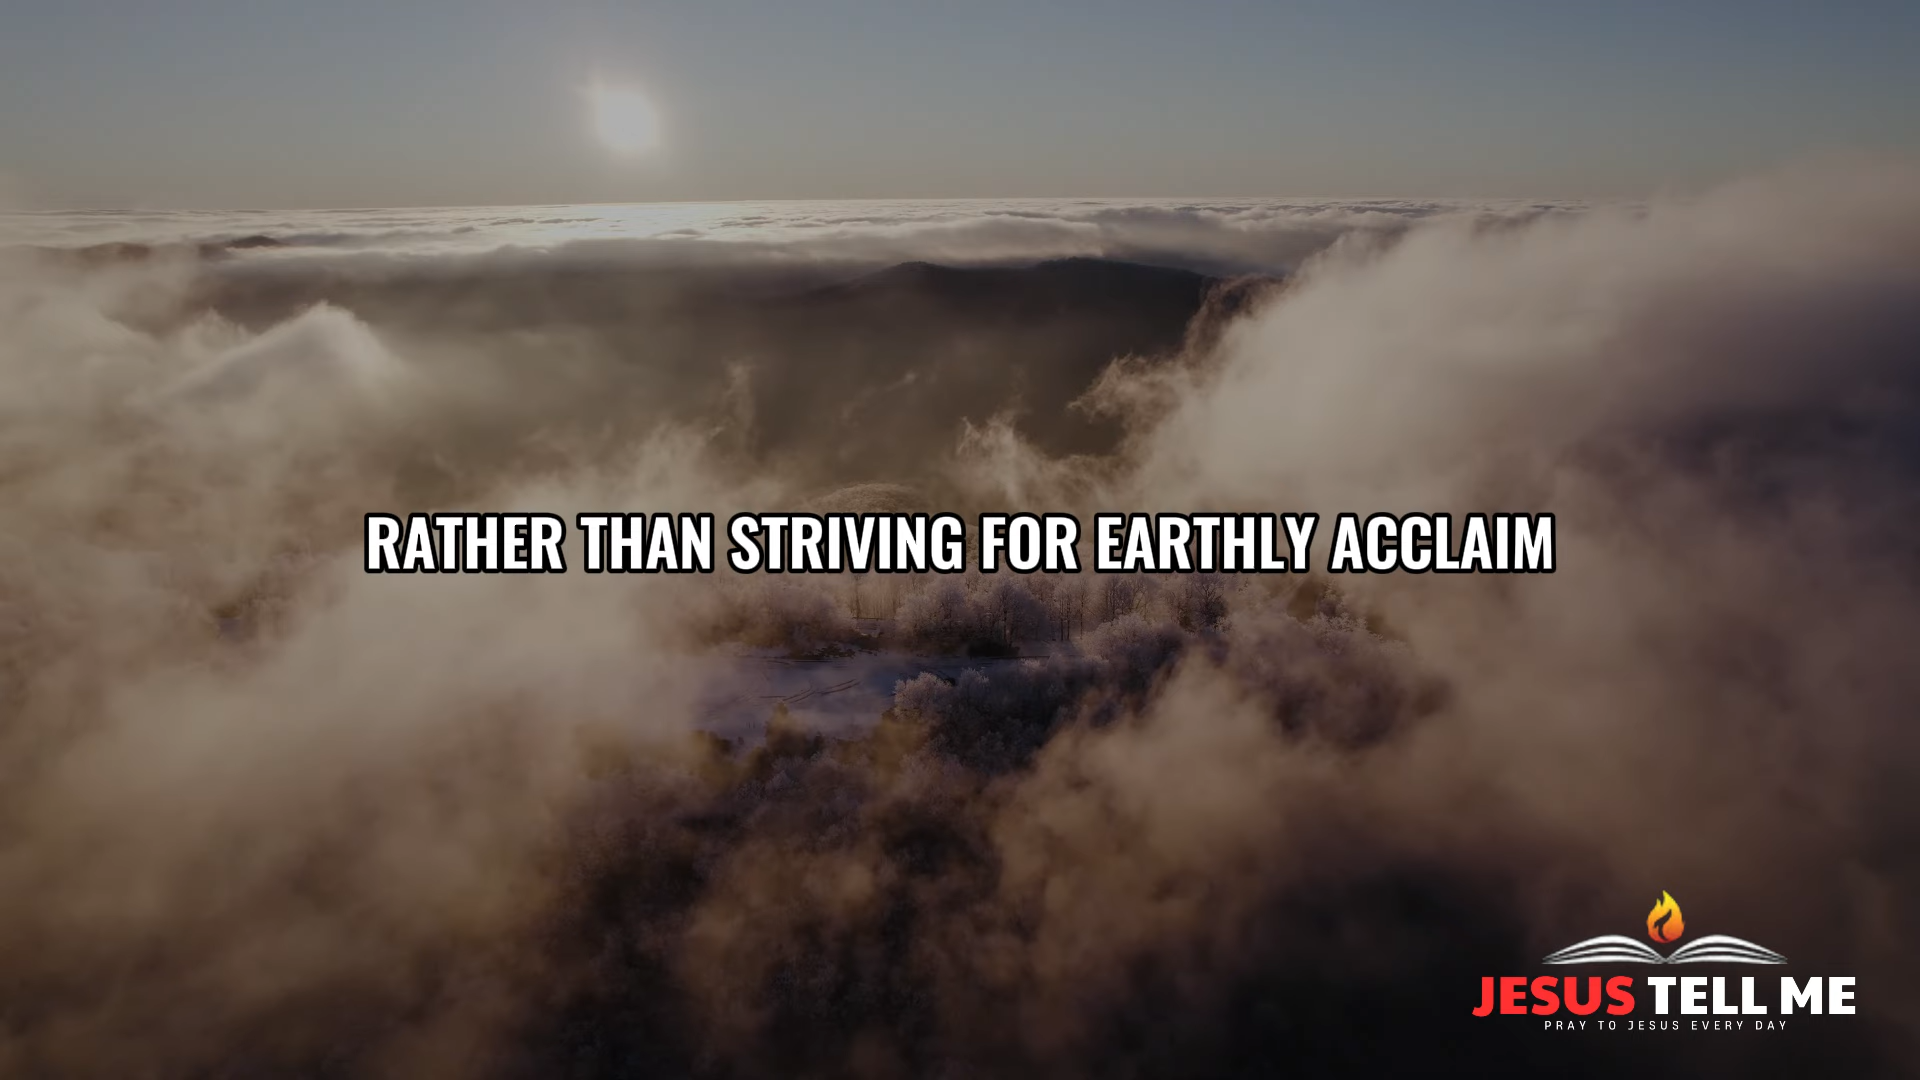 RATHER THAN STRIVING FOR EARTHLY ACCLAIM
JESUS TELL ME
PRAY TO JESUS EVERY DAY